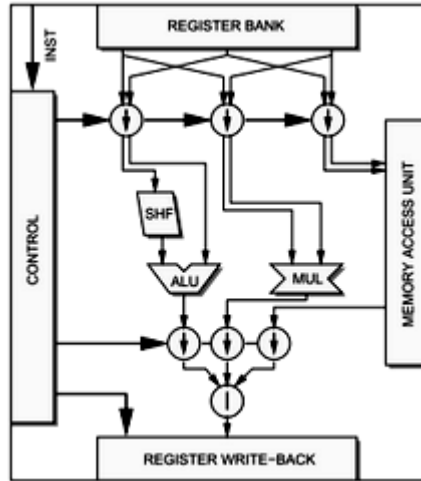 REGISTER BANK
INST
CONTROL
SHF
ALU
MUL
MEMORY ACCESS UNIT
REGISTER WRITE-BACK